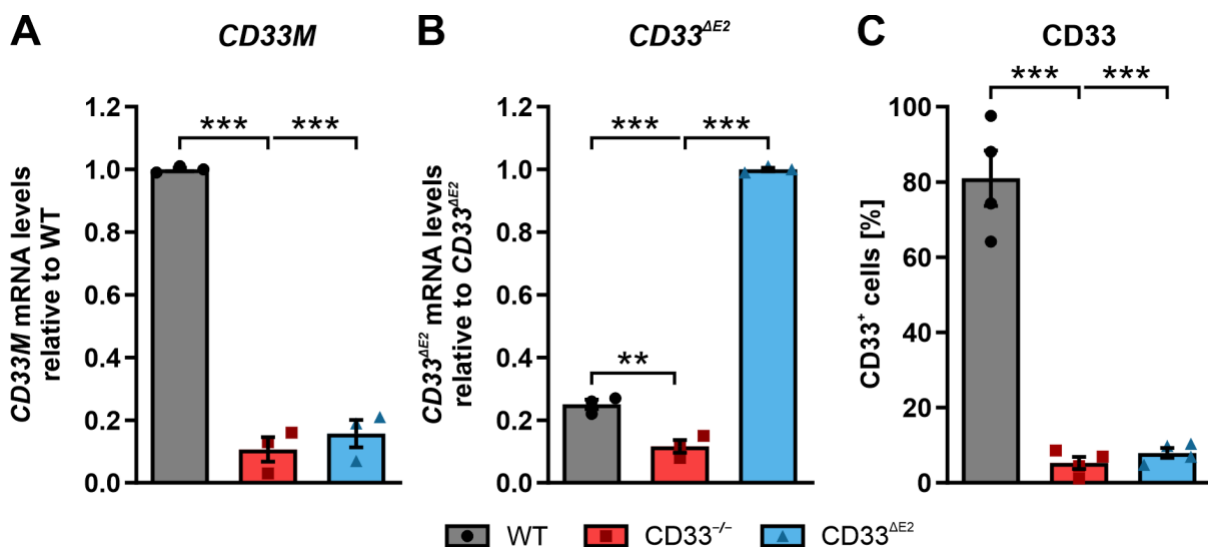 A
CD33M
CD33M mRNA levels
relative to WT
1.2
1.0
0.8
0.6
0.4
0.2
0.0
***
***
B
CD33ΔE2
CD33ΔE2 mRNA levels
relative to CD33ΔE2
1.2
1.0
0.8
0.6
0.4
0.2
0.0
***
***
**
C
CD33
CD33+ cells [%]
100
80
60
40
20
0
***
***
WT
CD33−/−
CD33ΔE2